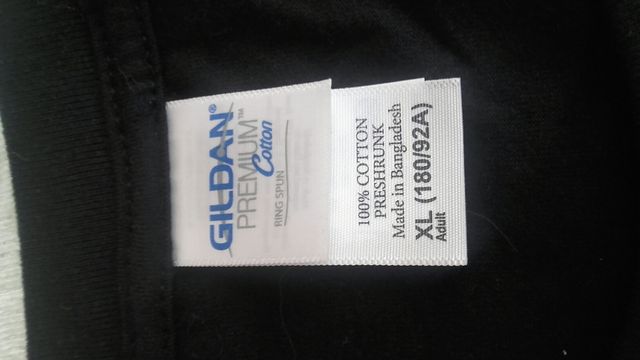 GILDAN®
PREMIUM™
Cotton
RING SPUN
100% COTTON
PRESHRUNK
Made in Bangladesh
XL (180/92A)
Adult